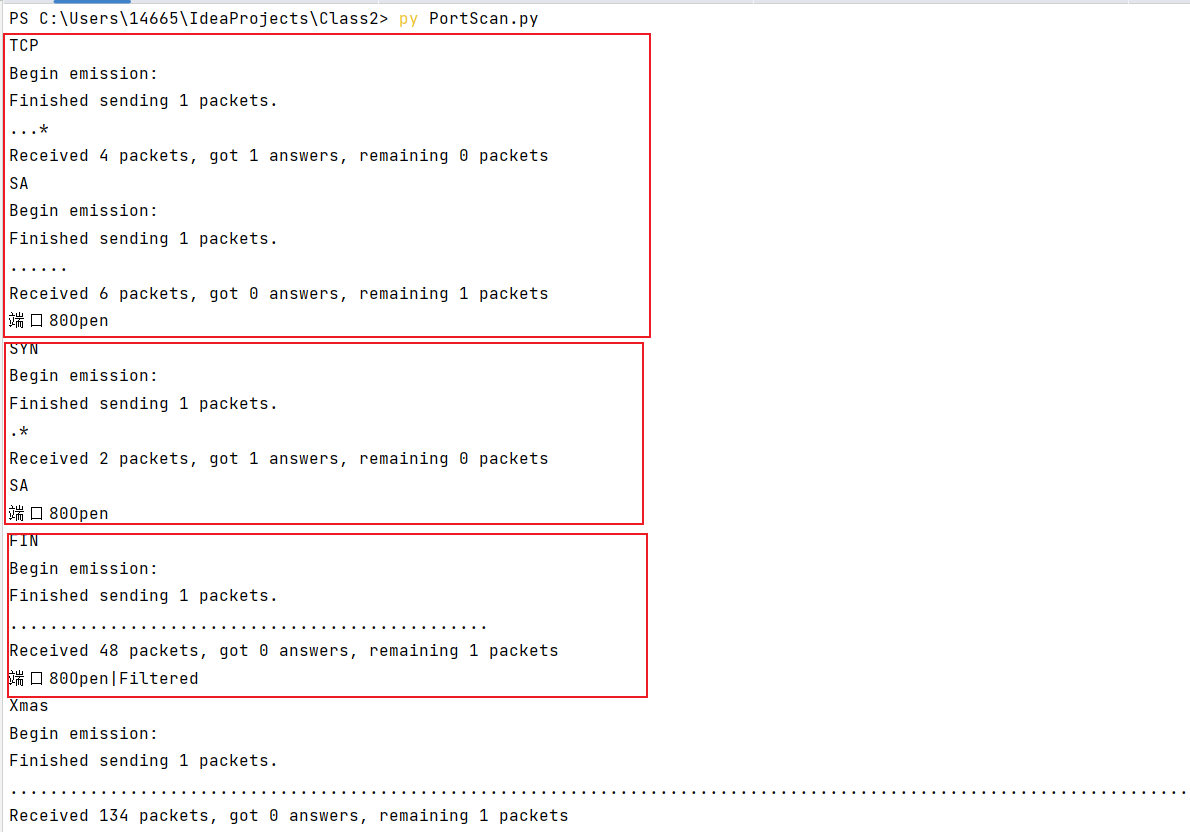 PS C:\Users\14665\IdeaProjects\Class2> py PortScan.py
TCP
Begin emission:
Finished sending 1 packets.
...*
Received 4 packets, got 1 answers, remaining 0 packets
SA
Begin emission:
Finished sending 1 packets.
......
Received 6 packets, got 0 answers, remaining 1 packets
端口80Open
SYN
Begin emission:
Finished sending 1 packets.
.*
Received 2 packets, got 1 answers, remaining 0 packets
SA
端口80Open
FIN
Begin emission:
Finished sending 1 packets.
................................................
Received 48 packets, got 0 answers, remaining 1 packets
端口80Open|Filtered
Xmas
Begin emission:
Finished sending 1 packets.
......................................................................................................................
Received 134 packets, got 0 answers, remaining 1 packets